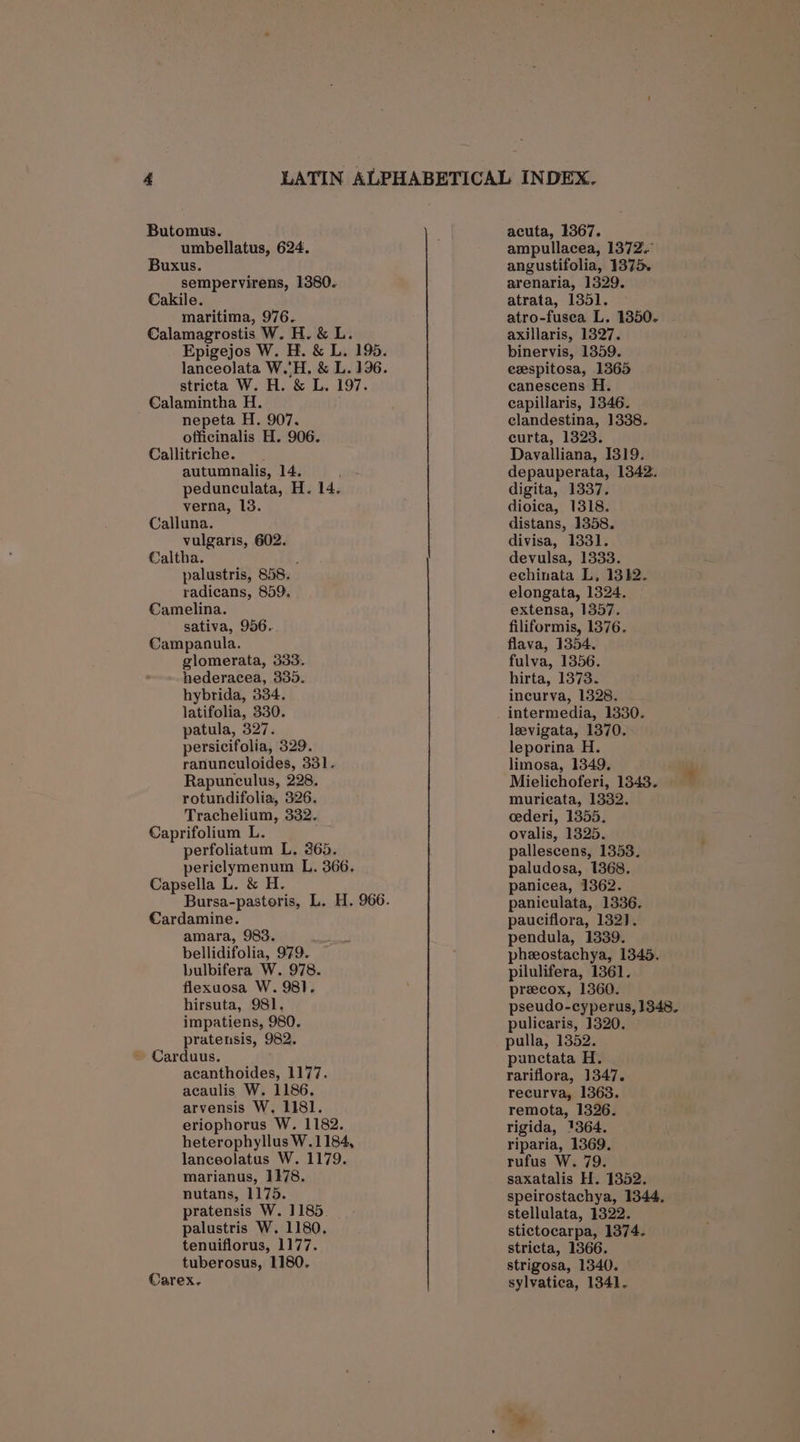 4 LATIN ALPHABETICAL INDEX.
Butomus.
umbellatus, 624.
Buxus.
sempervirens, 1380.
Cakile.
maritima, 976.
Calamagrostis W. H. & L.
Epigejos W. H. & L. 195.
lanceolata W. H. & L. 196.
stricta W. H. & L. 197.
Calamintha H.
nepeta H. 907.
officinalis H. 906.
Callitriche.
autumnalis, 14.
pedunculata, H. 14.
verna, 13.
Calluna.
vulgaris, 602.
Caltha.
palustris, 858.
radicans, 859.
Camelina.
sativa, 956.
Campanula.
glomerata, 333.
hederacea, 335.
hybrida, 334.
latifolia, 330.
patula, 327.
persicifolia, 329.
ranunculoides, 331.
Rapunculus, 228.
rotundifolia, 326.
Trachelium, 332.
Caprifolium L.
perfoliatum L. 365.
periclymenum L. 366.
Capsella L. & H.
Bursa-pastoris, L. H. 966.
Cardamine.
amara, 983.
bellidifolia, 979.
bulbifera W. 978.
flexuosa W. 981.
hirsuta, 981.
impatiens, 980.
pratensis, 982.
Carduus.
acanthoides, 1177.
acaulis W. 1186.
arvensis W. 1181.
eriophorus W. 1182.
heterophyllus W. 1184,
lanceolatus W. 1179.
marianus, 1178.
nutans, 1175.
pratensis W. 1185
palustris W. 1180.
tenuiflorus, 1177.
tuberosus, 1180.
Carex.
acuta, 1367.
ampullacea, 1372.
angustifolia, 1375.
arenaria, 1329.
atrata, 1351.
atro-fusca L. 1350.
axillaris, 1327.
binervis, 1359.
cæspitosa, 1365
canescens H.
capillaris, 1346.
clandestina, 1338.
curta, 1323.
Davalliana, 1319.
depauperata, 1342.
digita, 1337.
dioica, 1318.
distans, 1358.
divisa, 1331.
devulsa, 1333.
echinata L. 1312.
elongata, 1324.
extensa, 1357.
filiformis, 1376.
flava, 1354.
fulva, 1356.
hirta, 1373.
incurva, 1328.
intermedia, 1330.
lævigata, 1370.
leporina H.
limosa, 1349.
Mielichoferi, 1343.
muricata, 1332.
œderi, 1355.
ovalis, 1325.
pallescens, 1353.
paludosa, 1368.
panicea, 1362.
paniculata, 1336.
pauciflora, 1321.
pendula, 1339.
phæostachya, 1345.
pilulifera, 1361.
præcox, 1360.
pseudo-cyperus, 1348.
pulicaris, 1320.
pulla, 1352.
punctata H.
rariflora, 1347.
recurva, 1363.
remota, 1326.
rigida, 1364.
riparia, 1369.
rufus W. 79.
saxatalis H. 1352.
speirostachya, 1344.
stellulata, 1322.
stictocarpa, 1374.
stricta, 1366.
strigosa, 1340.
sylvatica, 1341.